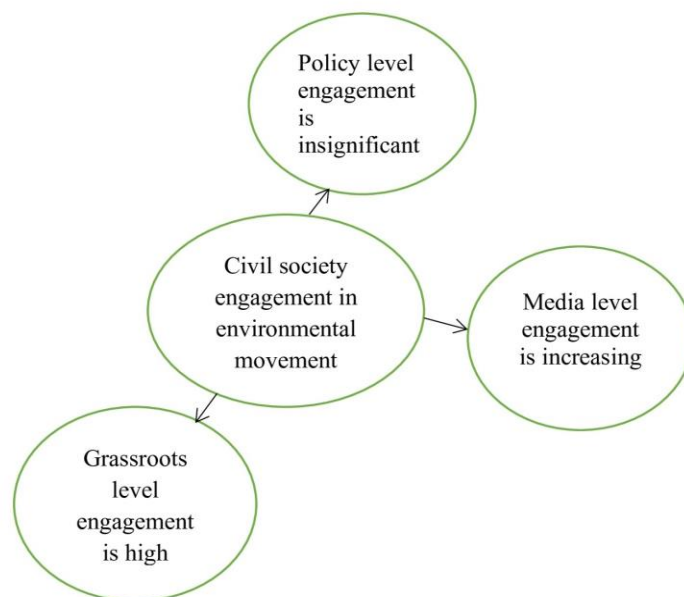 Policy level
engagement
is
insignificant
Civil society
engagement in
environmental
movement
Media level
engagement
is increasing
Grassroots
level
engagement
is high